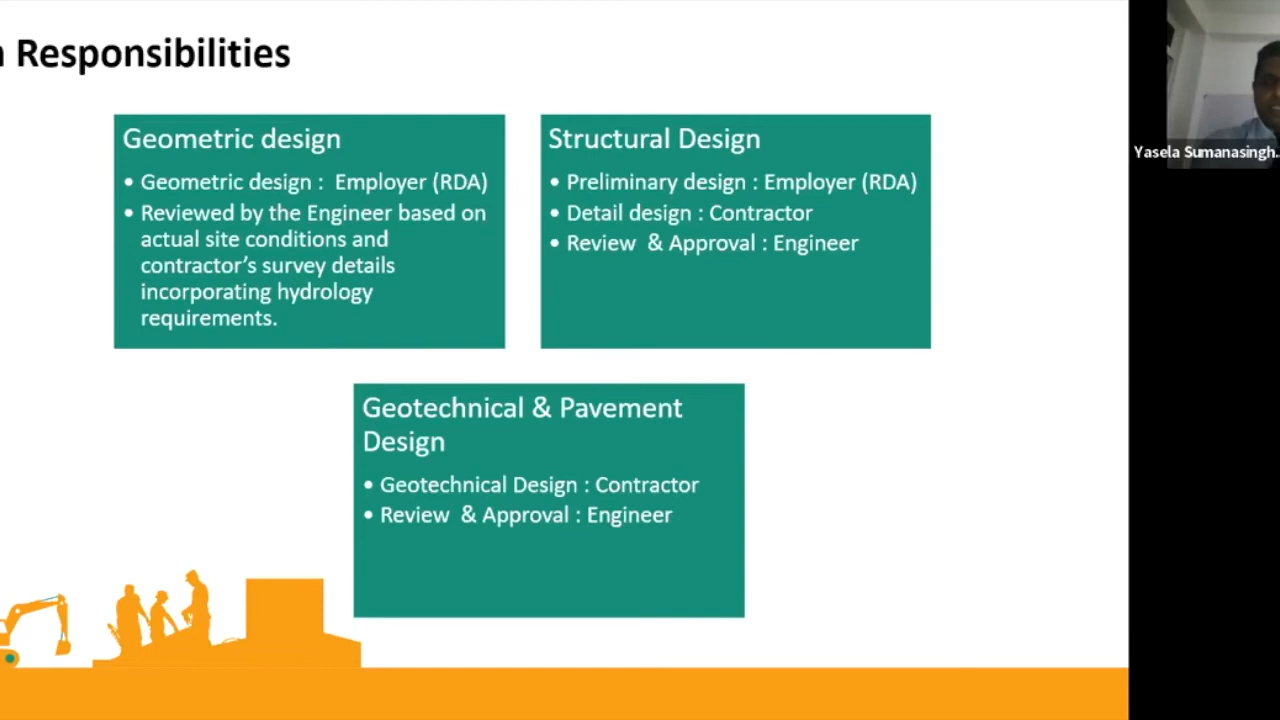 Responsibilities
Geometric design
• Geometric design : Employer (RDA)
• Reviewed by the Engineer based on
actual site conditions and
contractor's survey details
incorporating hydrology
requirements.
Structural Design
• Preliminary design : Employer (RDA)
• Detail design : Contractor
• Review & Approval : Engineer
Geotechnical & Pavement
Design
• Geotechnical Design : Contractor
• Review & Approval : Engineer
Yasela Sumanasingh...